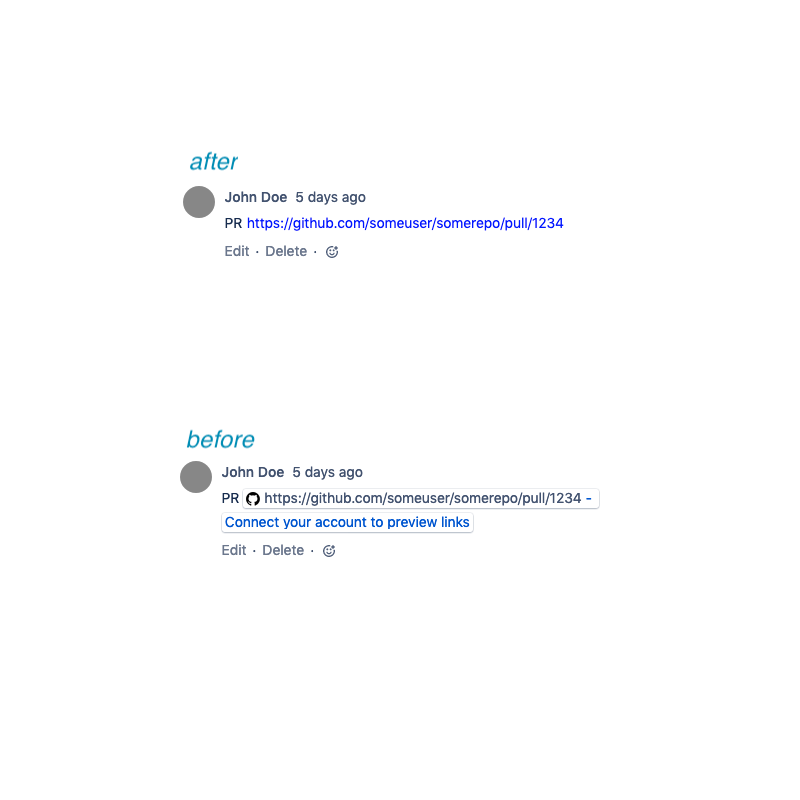 after
John Doe 5 days ago
PR https://github.com/someuser/somerepo/pull/1234
Edit · Delete ·
before
John Doe 5 days ago
PR https://github.com/someuser/somerepo/pull/1234 -
Connect your account to preview links
Edit · Delete ·